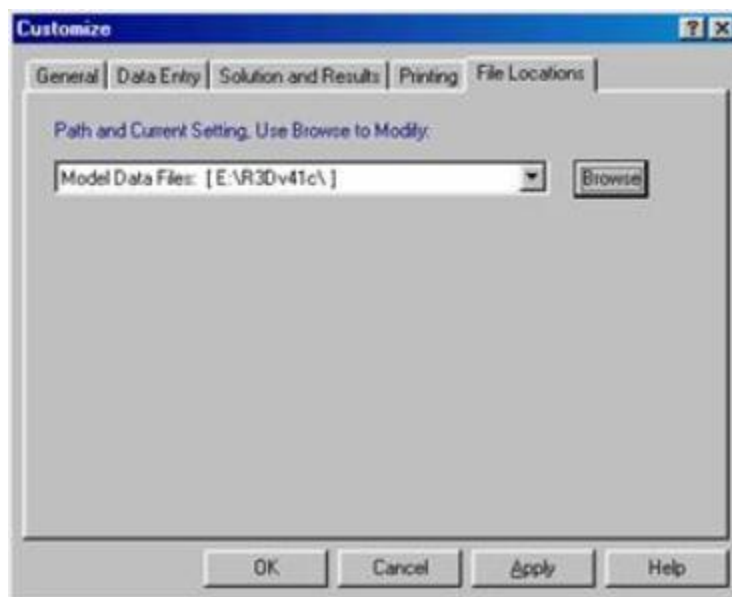 Customize
General Data Entry Solution and Results Printing File Locations
Path and Current Setting, Use Browse to Modify:
Model Data Files: [ E:\R3Dv41c\ ] Browse
OK Cancel Apply Help